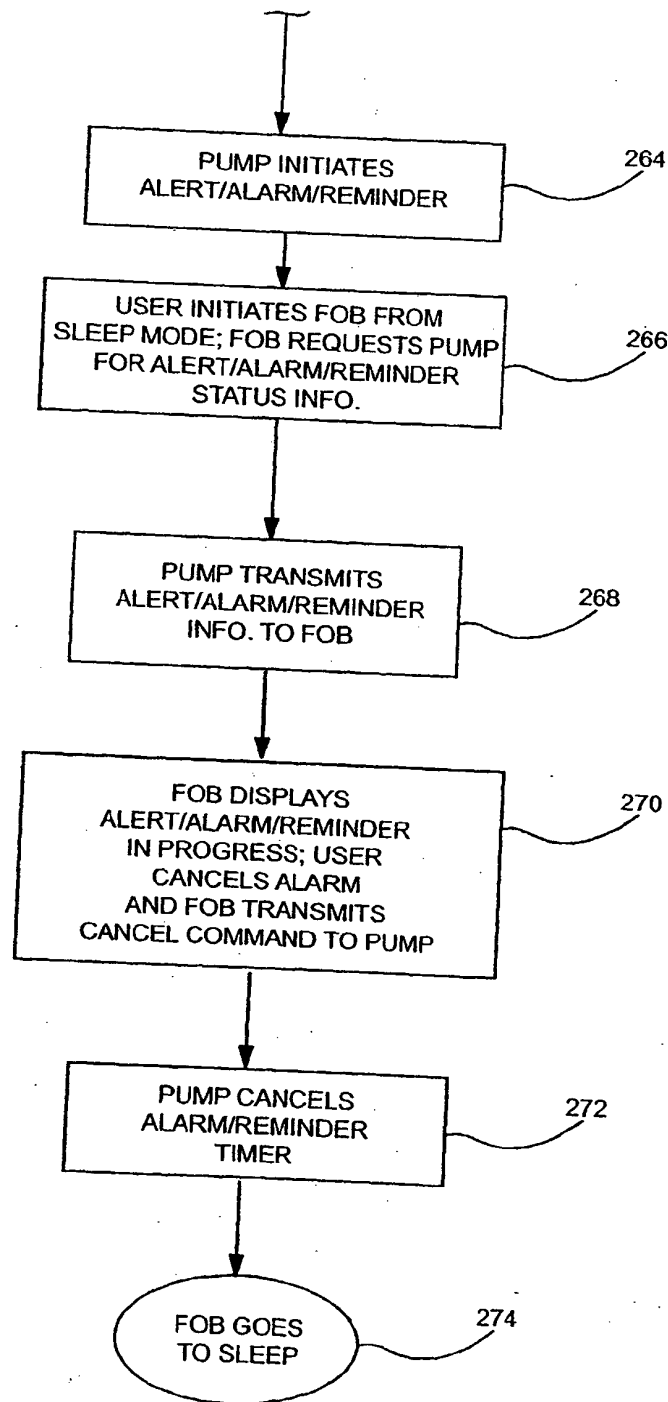 PUMP INITIATES
ALERT/ALARM/REMINDER
264
USER INITIATES FOB FROM
SLEEP MODE; FOB REQUESTS PUMP
FOR ALERT/ALARM/REMINDER
STATUS INFO.
266
PUMP TRANSMITS
ALERT/ALARM/REMINDER
INFO. TO FOB
268
FOB DISPLAYS
ALERT/ALARM/REMINDER
IN PROGRESS; USER
CANCELS ALARM
AND FOB TRANSMITS
CANCEL COMMAND TO PUMP
270
PUMP CANCELS
ALARM/REMINDER
TIMER
272
FOB GOES
TO SLEEP
274